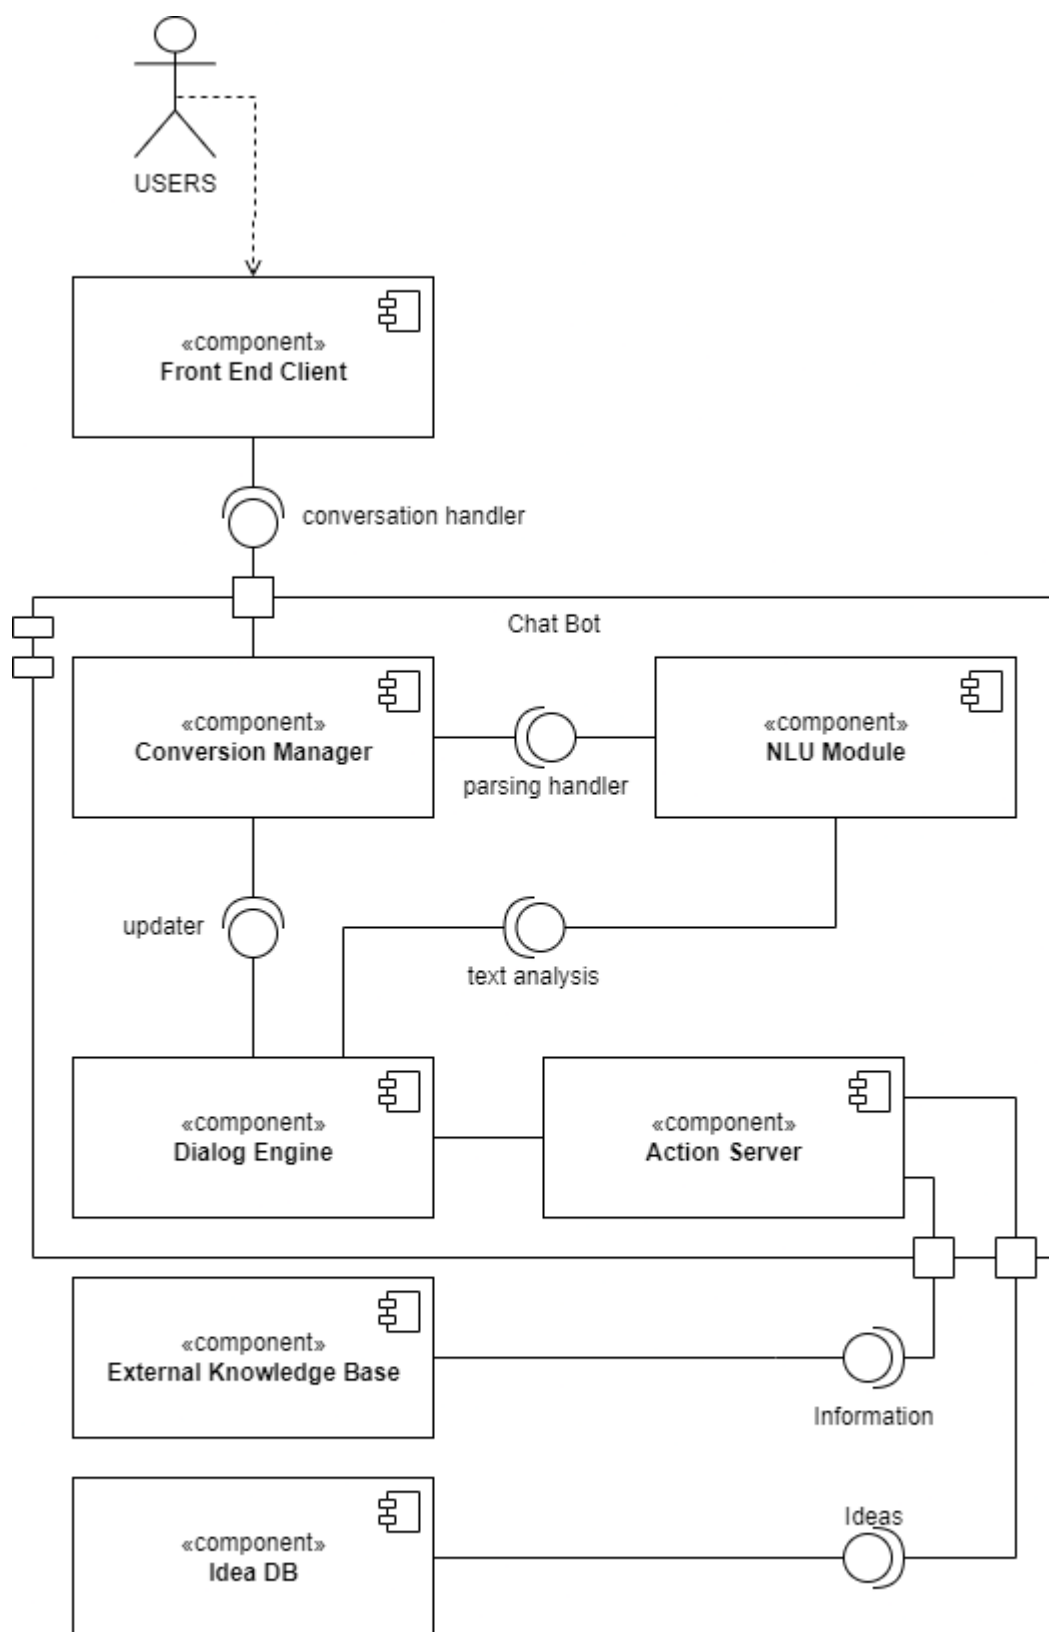 USERS
«component»
Front End Client
conversation handler
Chat Bot
«component»
Conversion Manager
«component»
NLU Module
parsing handler
updater
text analysis
«component»
Dialog Engine
«component»
Action Server
«component»
External Knowledge Base
Information
«component»
Idea DB
Ideas